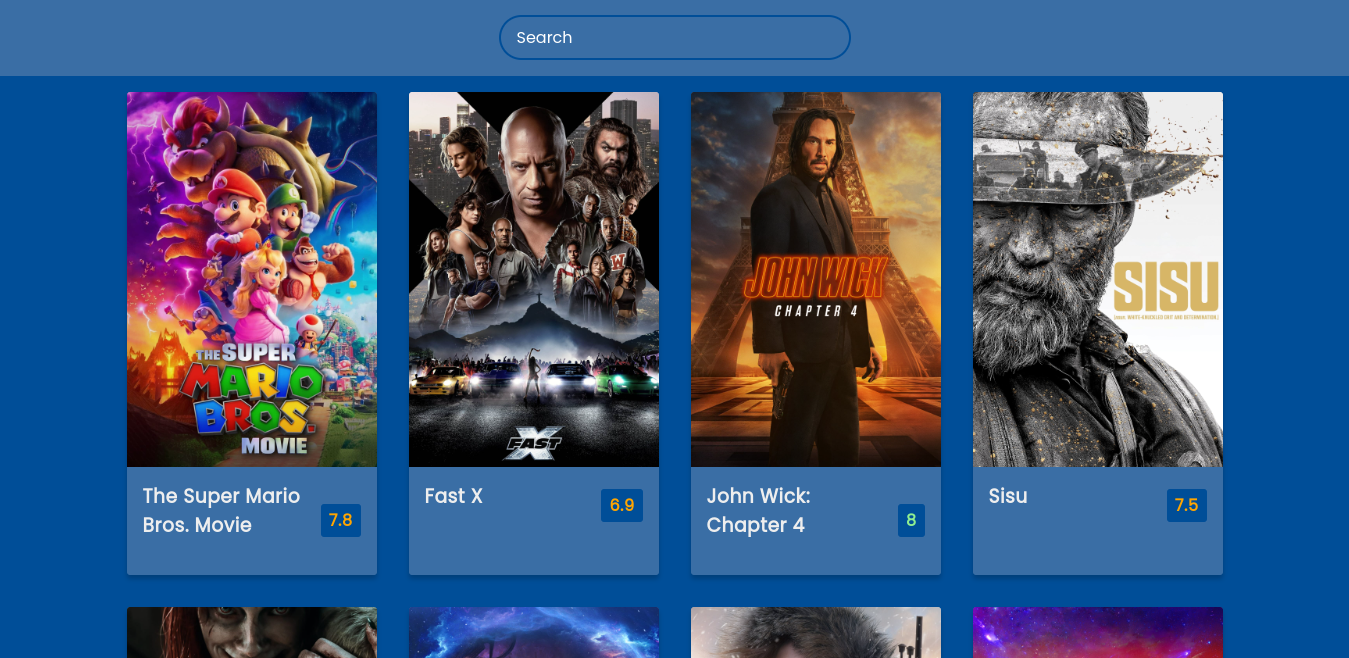 Search
THE SUPER
MARIO
BROS.
MOVIE
FAST X
JOHN WICK
CHAPTER 4
SISU
The Super Mario
Bros. Movie
7.8
Fast X
6.9
John Wick:
Chapter 4
8
Sisu
7.5